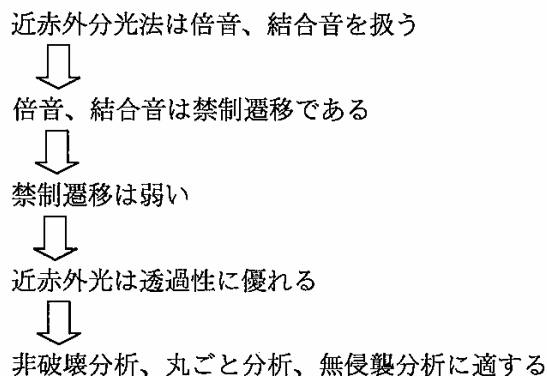 近赤外分光法は倍音、結合音を扱う
倍音、結合音は禁制遷移である
禁制遷移は弱い
近赤外光は透過性に優れる
非破壊分析、丸ごと分析、無侵襲分析に適する